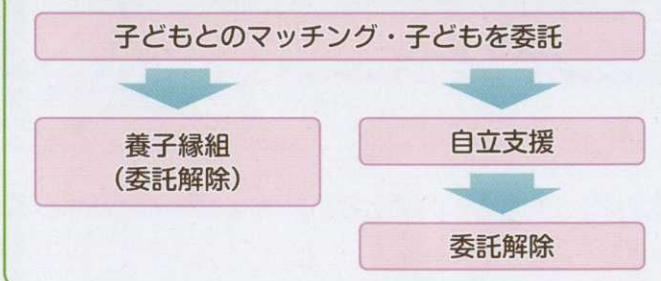 子どもとのマッチング・子どもを委託
養子縁組
(委託解除)
自立支援
委託解除